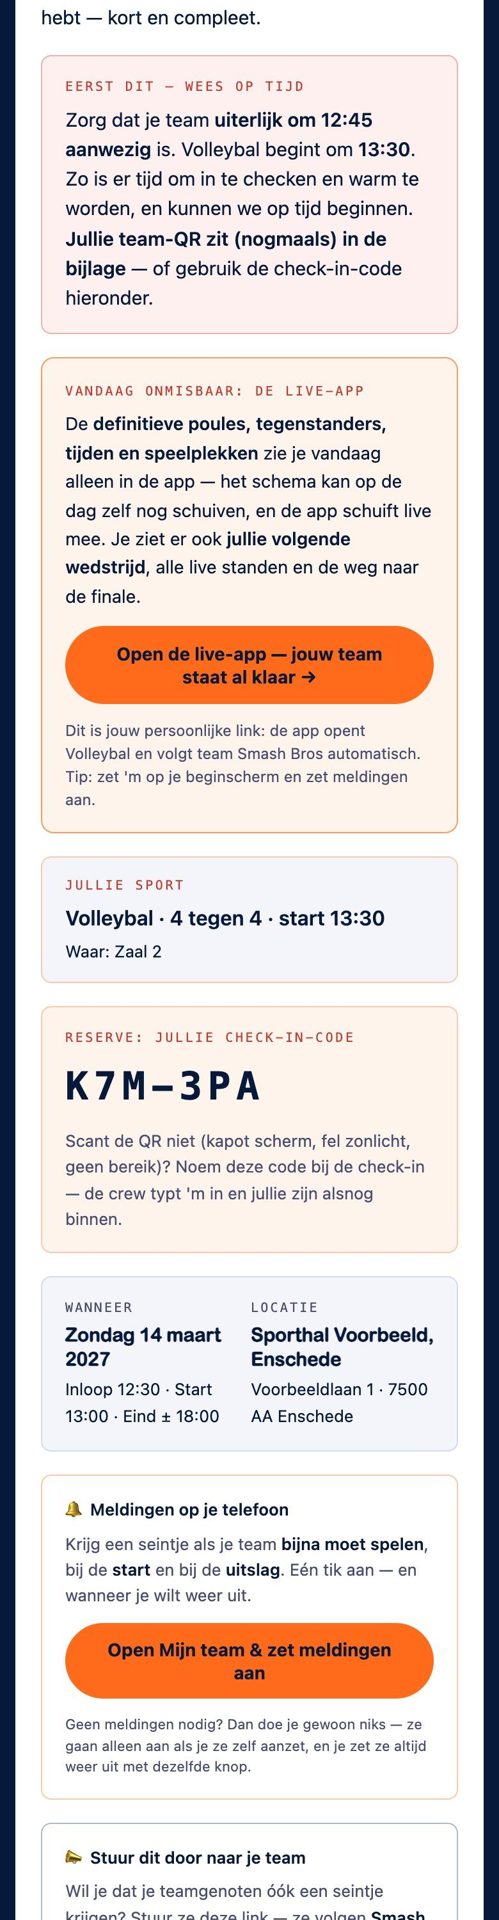 hebt — kort en compleet.
EERST DIT — WEES OP TIJD
Zorg dat je team uiterlijk om 12:45
aanwezig is. Volleybal begint om 13:30.
Zo is er tijd om in te checken en warm te
worden, en kunnen we op tijd beginnen.
Jullie team-QR zit (nogmaals) in de
bijlage — of gebruik de check-in-code
hieronder.
VANDAAG ONMISBAAR: DE LIVE-APP
De definitieve poules, tegenstanders,
tijden en speelplekken zie je vandaag
alleen in de app — het schema kan op de
dag zelf nog schuiven, en de app schuift live
mee. Je ziet er ook jullie volgende
wedstrijd, alle live standen en de weg naar
de finale.
Open de live-app — jouw team
staat al klaar →
Dit is jouw persoonlijke link: de app opent
Volleybal en volgt team Smash Bros automatisch.
Tip: zet 'm op je beginscherm en zet meldingen
aan.
JULLIE SPORT
Volleybal · 4 tegen 4 · start 13:30
Waar: Zaal 2
RESERVE: JULLIE CHECK-IN-CODE
K7M-3PA
Scant de QR niet (kapot scherm, fel zonlicht,
geen bereik)? Noem deze code bij de check-in
— de crew typt 'm in en jullie zijn alsnog
binnen.
WANNEER
Zondag 14 maart
2027
Inloop 12:30 · Start
13:00 · Eind ± 18:00
LOCATIE
Sporthal Voorbeeld,
Enschede
Voorbeeldlaan 1 · 7500
AA Enschede
Meldingen op je telefoon
Krijg een seintje als je team bijna moet spelen,
bij de start en bij de uitslag. Eén tik aan — en
wanneer je wilt weer uit.
Open Mijn team & zet meldingen
aan
Geen meldingen nodig? Dan doe je gewoon niks — ze
gaan alleen aan als je ze zelf aanzet, en je zet ze altijd
weer uit met dezelfde knop.
Stuur dit door naar je team
Wil je dat je teamgenoten óók een seintje
krijgen? Stuur ze deze link — ze volgen Smash